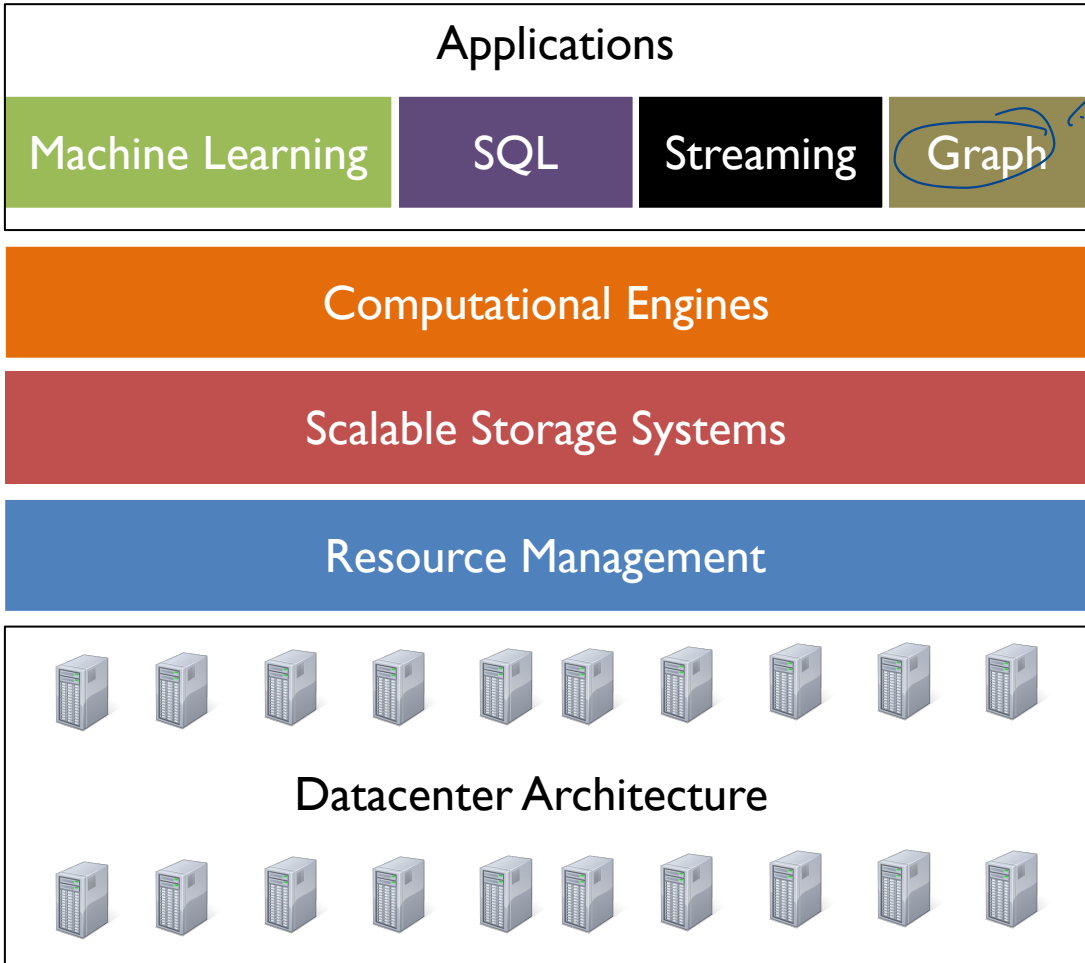 Applications
Machine Learning SQL Streaming Graph
Computational Engines
Scalable Storage Systems
Resource Management
Datacenter Architecture